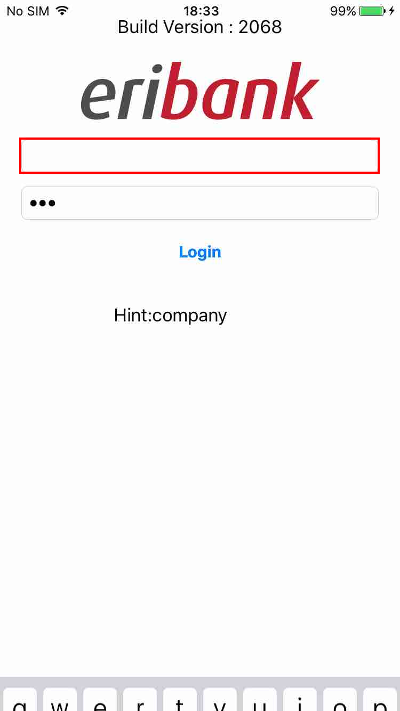 No SIM 18:33 99%
Build Version : 2068
eribank
Login
Hint:company
q w e r t y u i o p